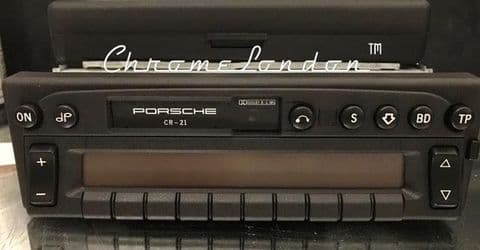 ChromeLondon
TM
PORSCHE
CR-21
ON
S
BD
TP
+
−